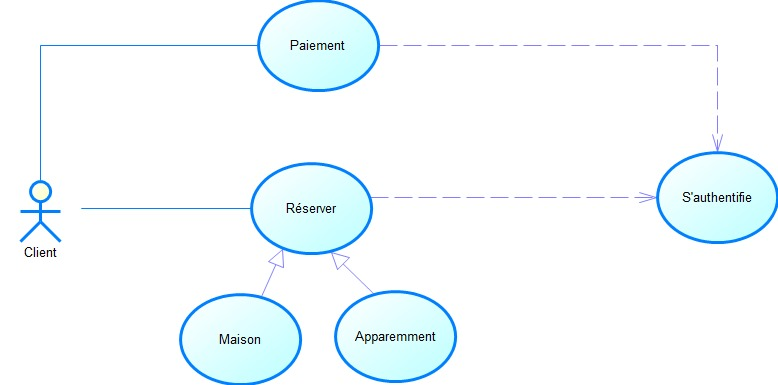 Paiement
Réserver
S'authentifie
Client
Maison
Apparemment